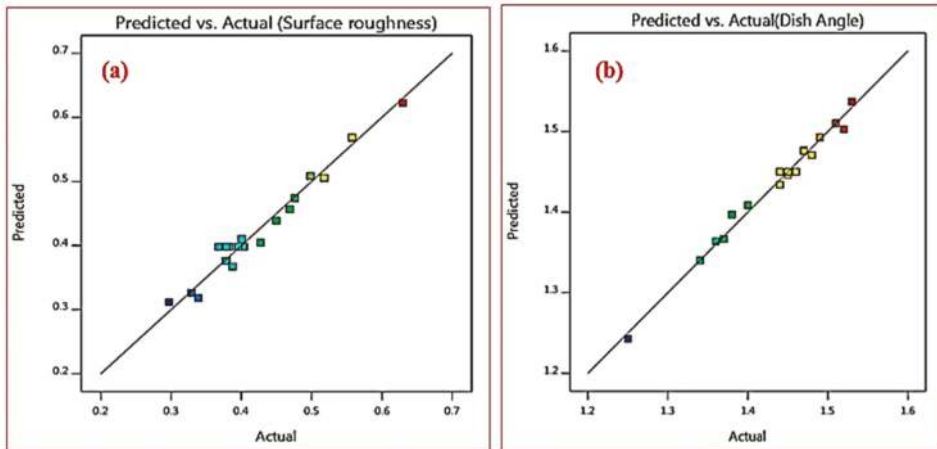 Predicted vs. Actual (Surface roughness)
(a)
0.7
0.6
0.5
0.4
0.3
0.2
Predicted
0.2 0.3 0.4 0.5 0.6 0.7
Actual
Predicted vs. Actual(Dish Angle)
(b)
1.6
1.5
1.4
1.3
1.2
Predicted
1.2 1.3 1.4 1.5 1.6
Actual